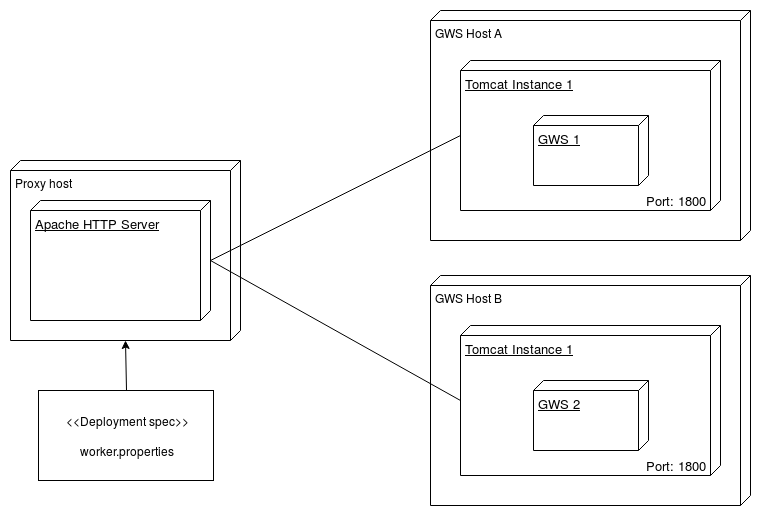 GWS Host A
Tomcat Instance 1
GWS 1
Port: 1800
Proxy host
Apache HTTP Server
GWS Host B
Tomcat Instance 1
GWS 2
Port: 1800
<<Deployment spec>>
worker.properties